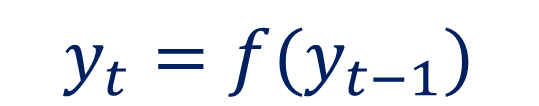 yₜ = f(yₜ₋₁)